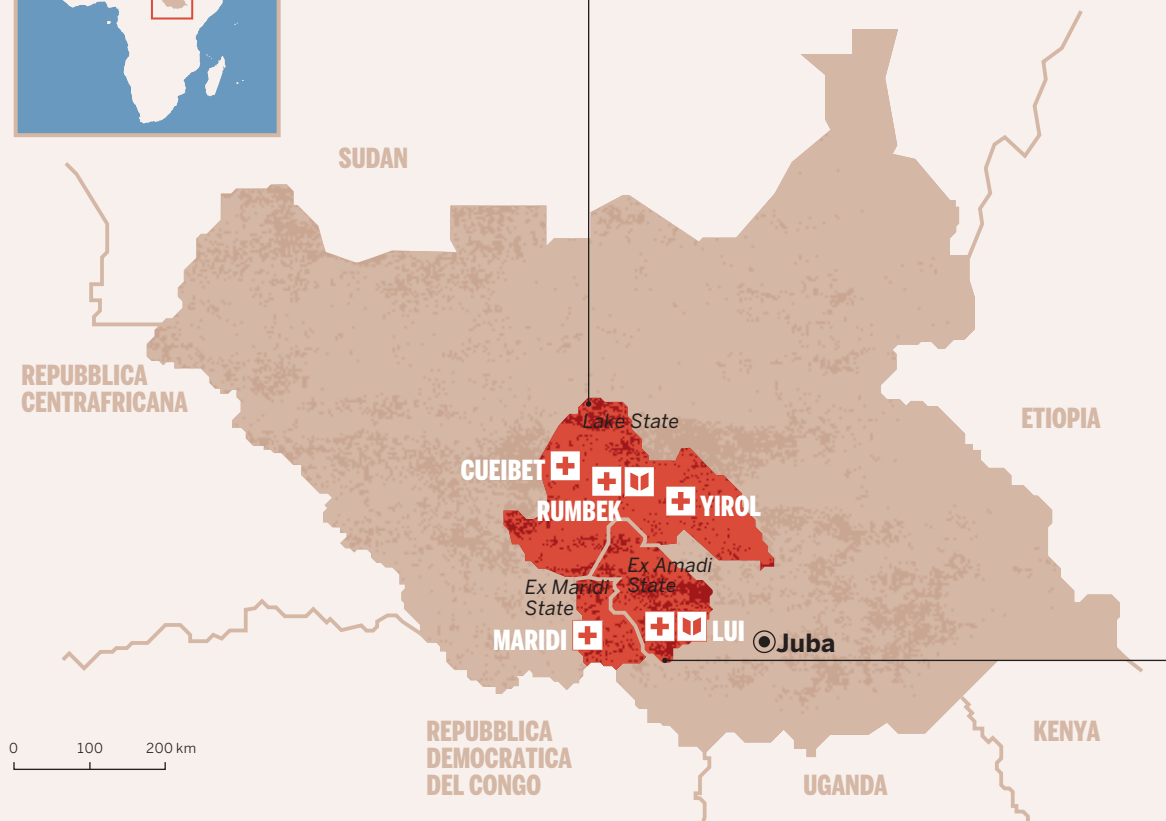 SUDAN
REPUBBLICA
CENTRAFRICANA
ETIOPIA
Lake State
CUEIBET
RUMBEK
YIROL
Ex Amadi
State
Ex Maridi
State
MARIDI
LUI
Juba
REPUBBLICA
DEMOCRATICA
DEL CONGO
KENYA
UGANDA
0 100 200 km